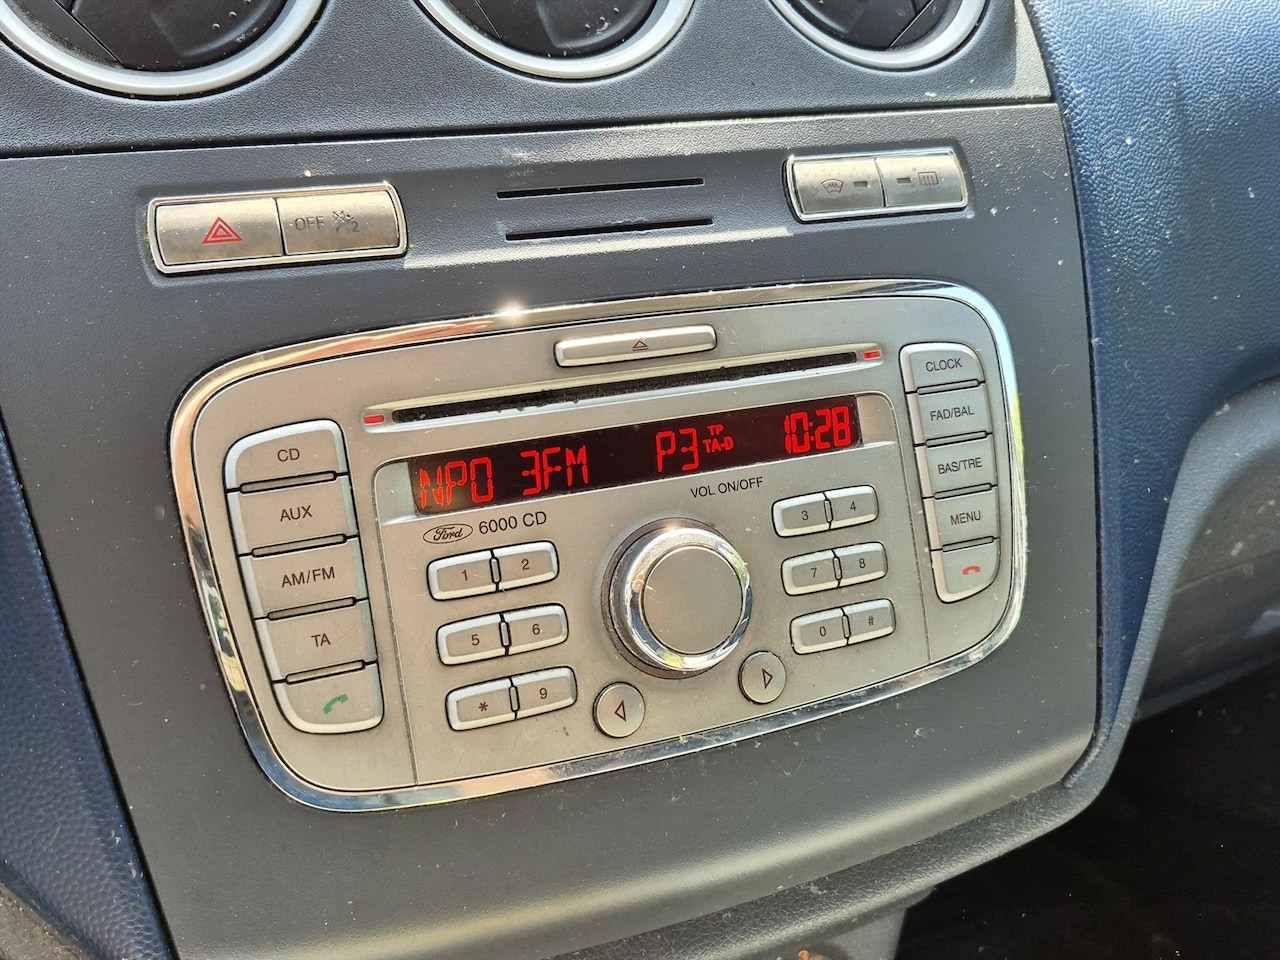 OFF 2
CLOCK
FAD/BAL
BAS/TRE
MENU
CD
AUX
AM/FM
TA
NPO 3FM P3 TP TA-D 10:28
VOL ON/OFF
Ford 6000 CD
1 2 3 4
5 6 7 8
* 9 0 #